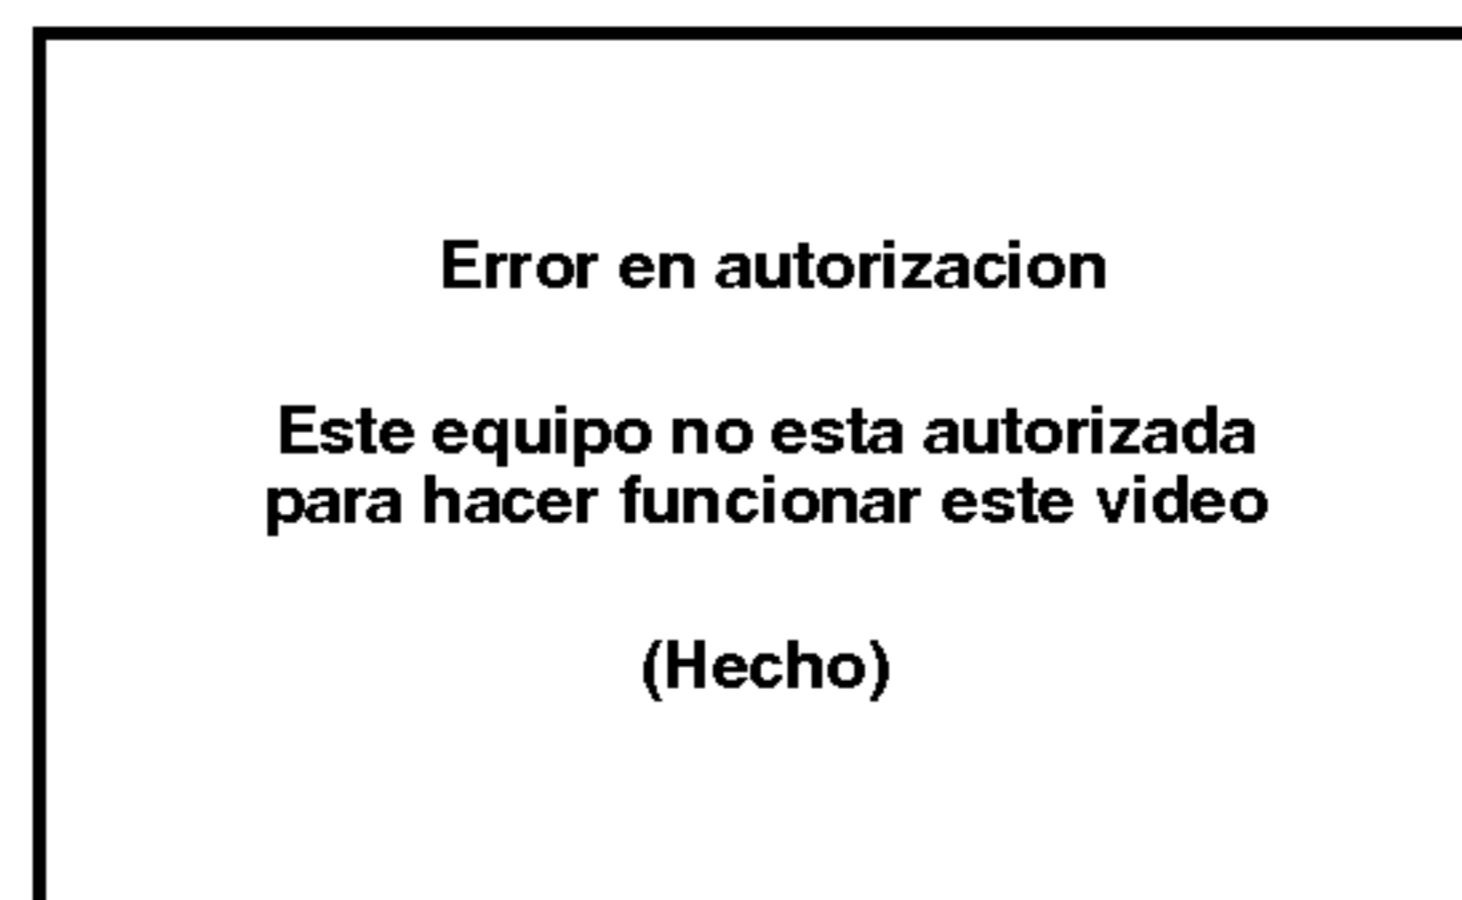 Error en autorizacion
Este equipo no esta autorizada
para hacer funcionar este video
(Hecho)